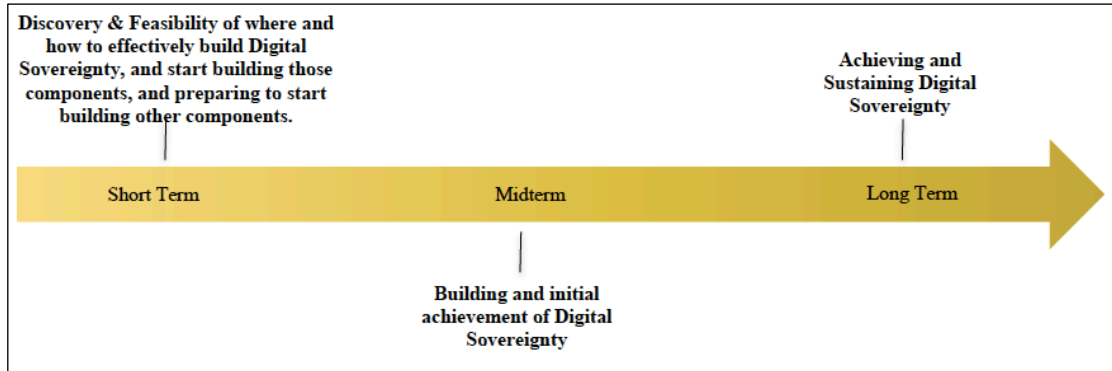 Discovery & Feasibility of where and
how to effectively build Digital
Sovereignty, and start building those
components, and preparing to start
building other components.
Achieving and
Sustaining Digital
Sovereignty
Short Term
Midterm
Long Term
Building and initial
achievement of Digital
Sovereignty